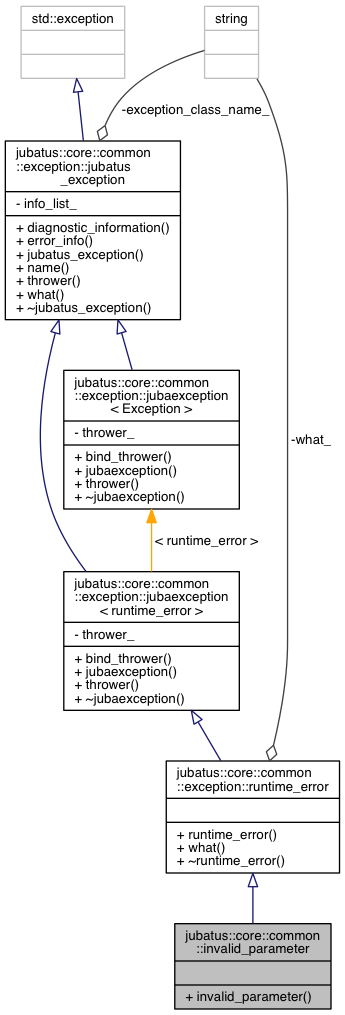 std::exception
string
-exception_class_name_
jubatus::core::common
::exception::jubatus
_exception
- info_list_
+ diagnostic_information()
+ error_info()
+ jubatus_exception()
+ name()
+ thrower()
+ what()
+ ~jubatus_exception()
jubatus::core::common
::exception::jubaexception
< Exception >
- thrower_
+ bind_thrower()
+ jubaexception()
+ thrower()
+ ~jubaexception()
-what_
< runtime_error >
jubatus::core::common
::exception::jubaexception
< runtime_error >
- thrower_
+ bind_thrower()
+ jubaexception()
+ thrower()
+ ~jubaexception()
jubatus::core::common
::exception::runtime_error
+ runtime_error()
+ what()
+ ~runtime_error()
jubatus::core::common
::invalid_parameter
+ invalid_parameter()